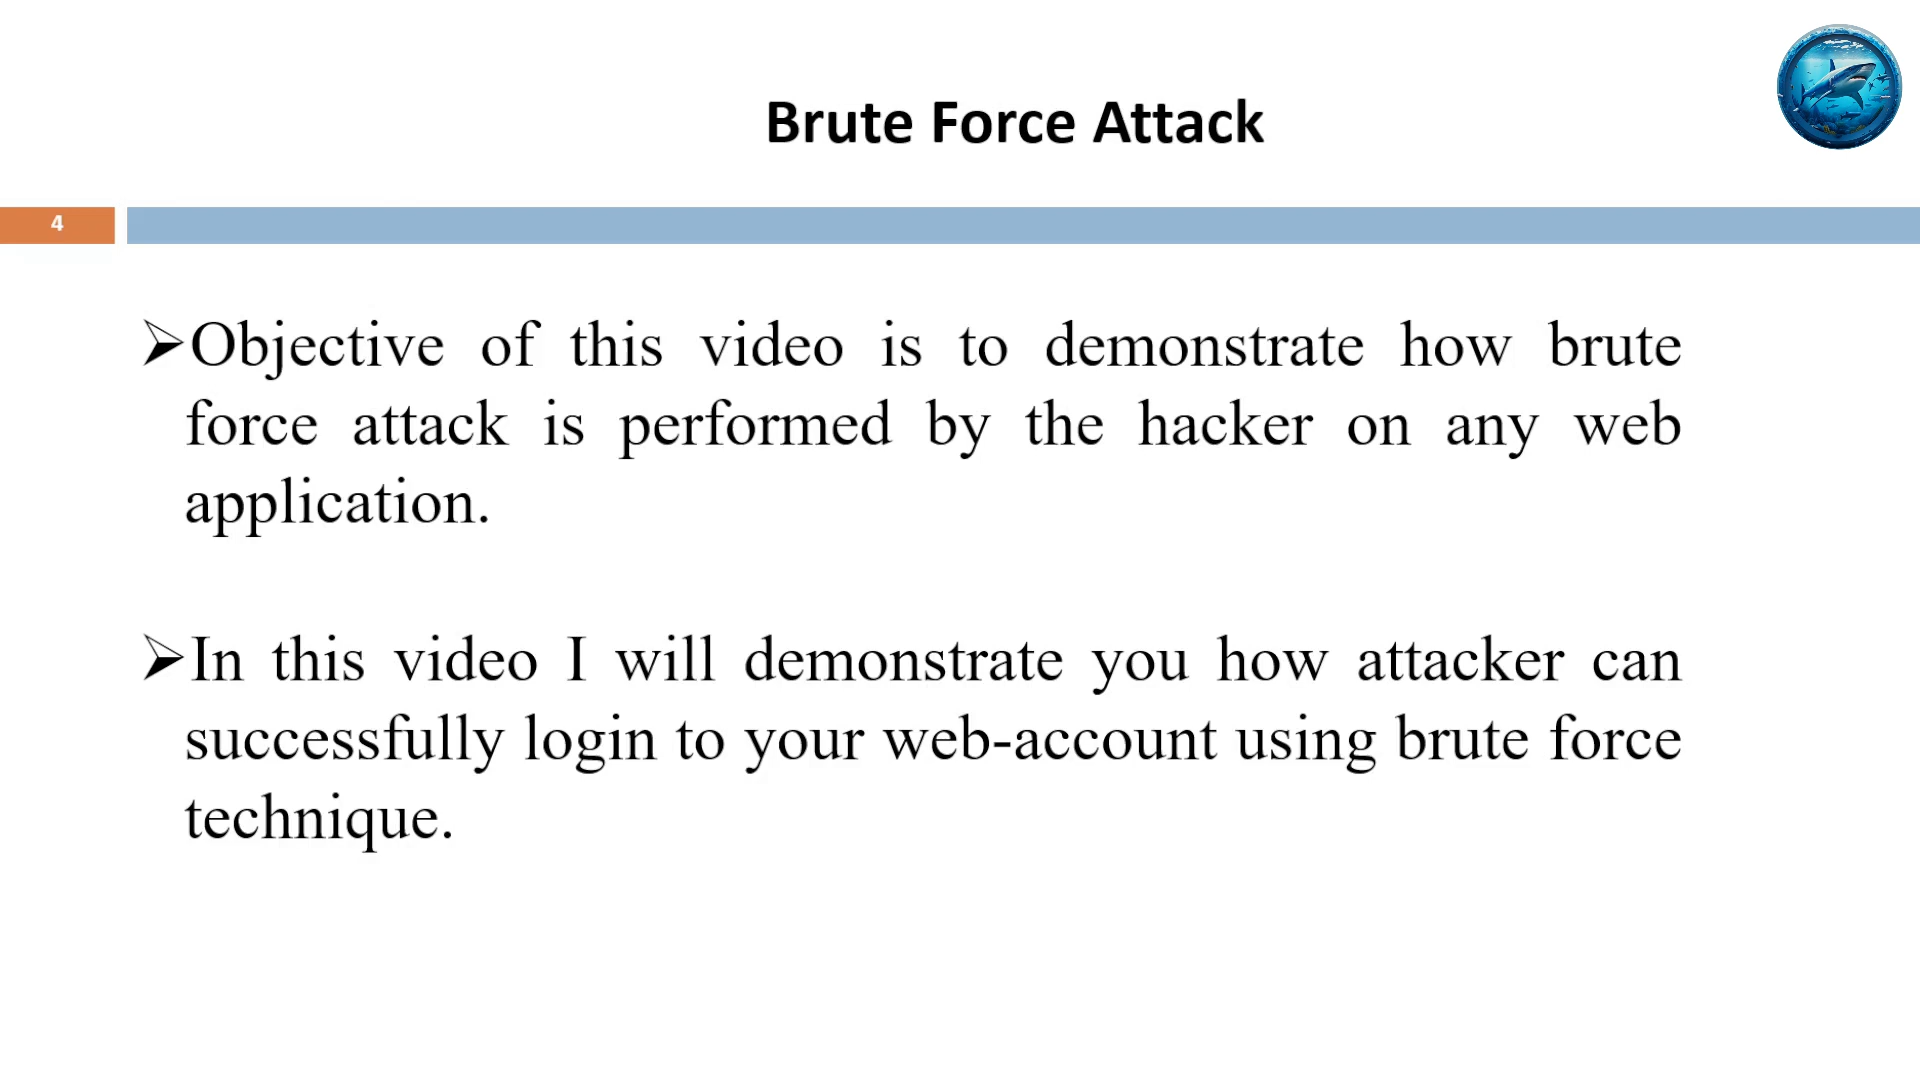 Brute Force Attack
4
➢Objective of this video is to demonstrate how brute
force attack is performed by the hacker on any web
application.
➢In this video I will demonstrate you how attacker can
successfully login to your web-account using brute force
technique.